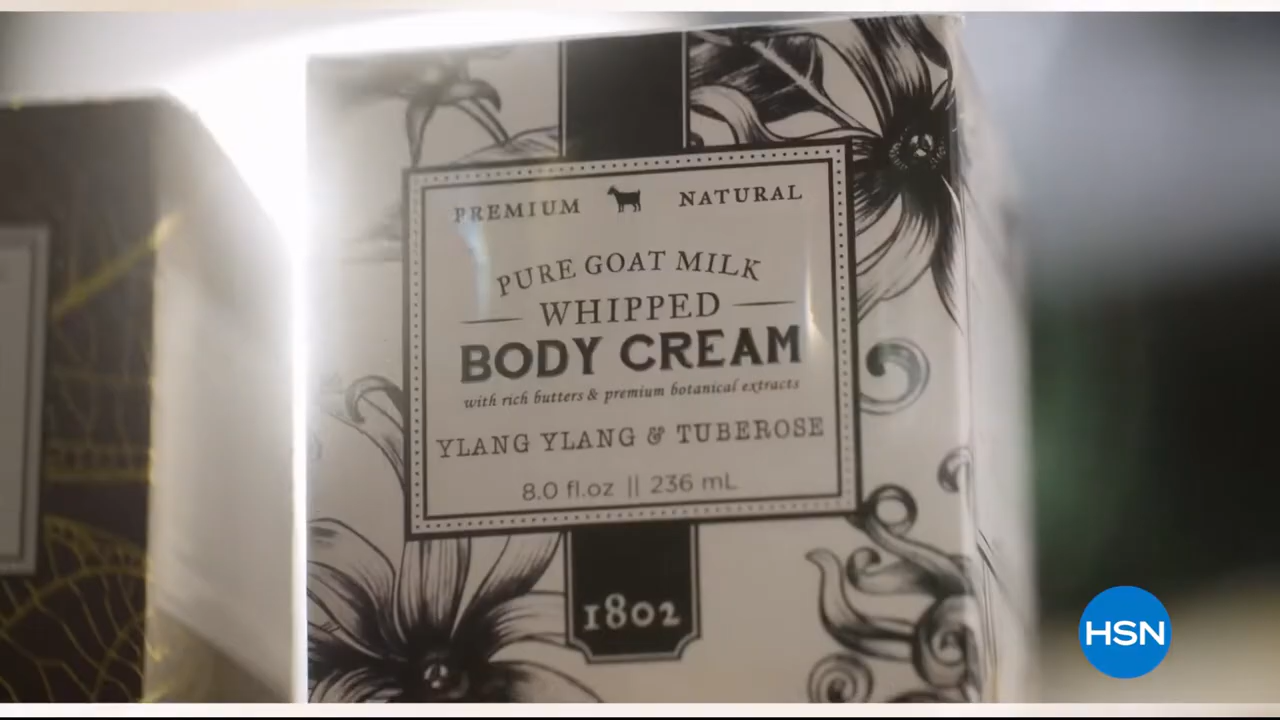 PREMIUM NATURAL
PURE GOAT MILK
WHIPPED
BODY CREAM
with rich butters & premium botanical extracts
YLANG YLANG & TUBEROSE
8.0 fl.oz || 236 mL
1802
HSN